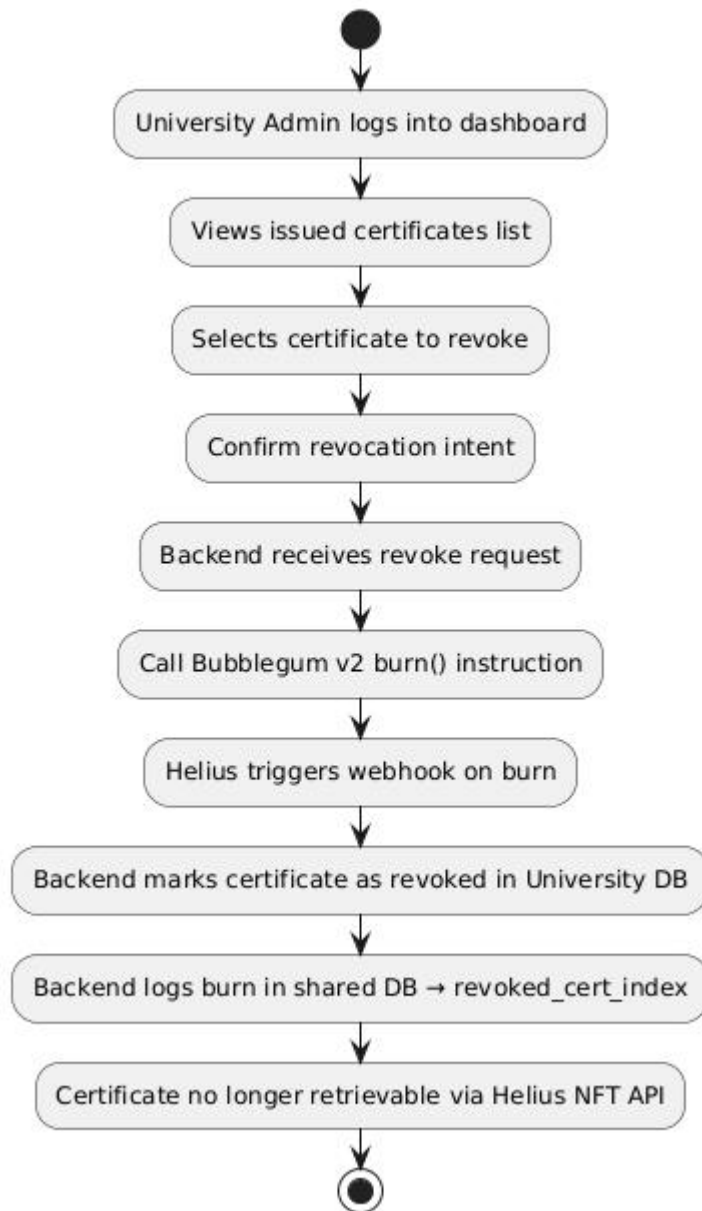 University Admin logs into dashboard
Views issued certificates list
Selects certificate to revoke
Confirm revocation intent
Backend receives revoke request
Call Bubblegum v2 burn() instruction
Helius triggers webhook on burn
Backend marks certificate as revoked in University DB
Backend logs burn in shared DB → revoked_cert_index
Certificate no longer retrievable via Helius NFT API